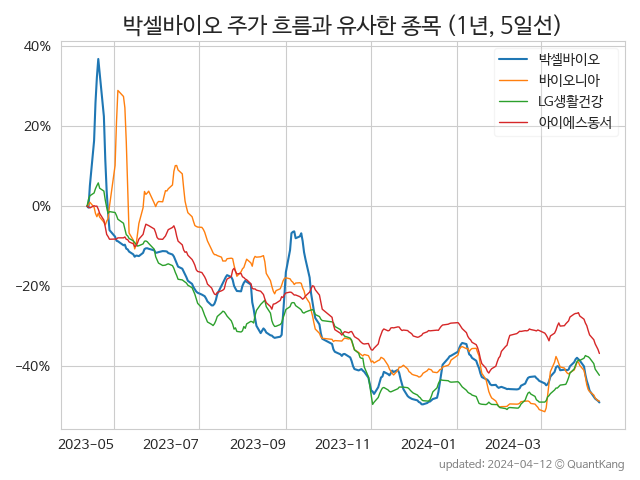 박셀바이오 주가 흐름과 유사한 종목 (1년, 5일선)
40%
20%
0%
−20%
−40%
박셀바이오
바이오니아
LG생활건강
아이에스동서
2023-05
2023-07
2023-09
2023-11
2024-01
2024-03
updated: 2024-04-12 © QuantKang